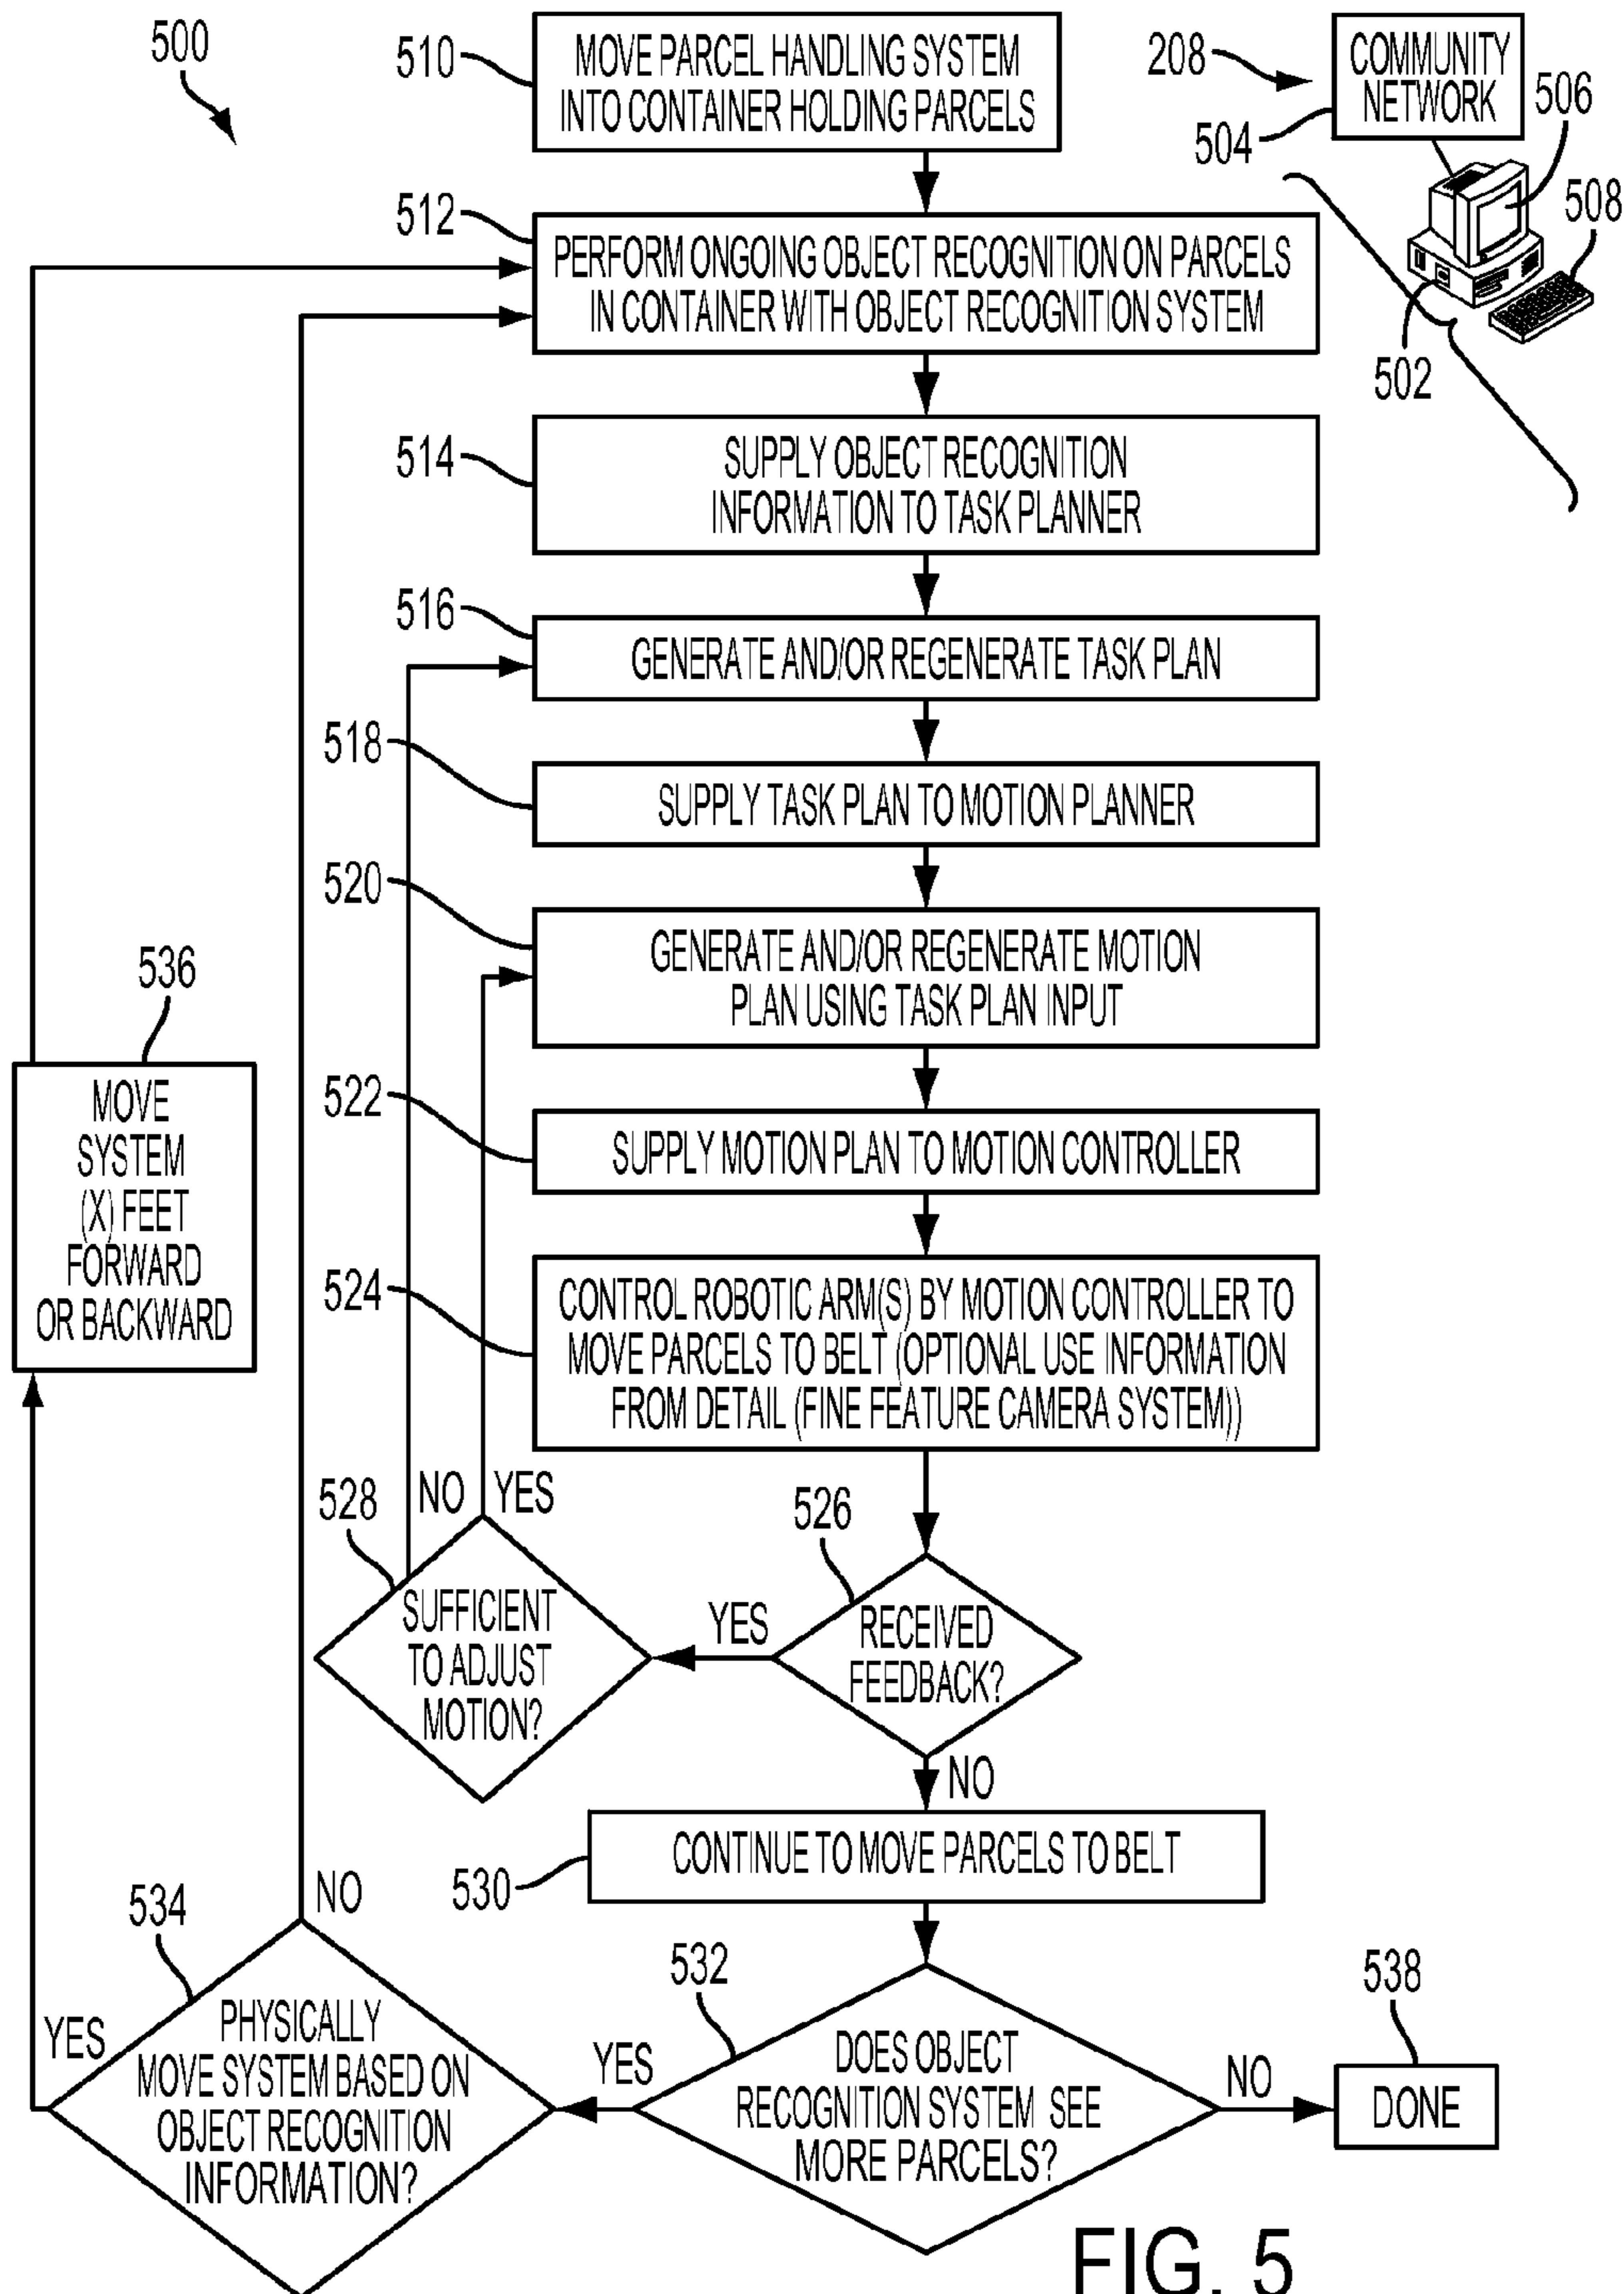 500
510
MOVE PARCEL HANDLING SYSTEM
INTO CONTAINER HOLDING PARCELS
208
COMMUNITY
NETWORK
504
506
508
502
512
PERFORM ONGOING OBJECT RECOGNITION ON PARCELS
IN CONTAINER WITH OBJECT RECOGNITION SYSTEM
514
SUPPLY OBJECT RECOGNITION
INFORMATION TO TASK PLANNER
516
GENERATE AND/OR REGENERATE TASK PLAN
518
SUPPLY TASK PLAN TO MOTION PLANNER
520
GENERATE AND/OR REGENERATE MOTION
PLAN USING TASK PLAN INPUT
536
MOVE
SYSTEM
(X) FEET
FORWARD
OR BACKWARD
522
SUPPLY MOTION PLAN TO MOTION CONTROLLER
524
CONTROL ROBOTIC ARM(S) BY MOTION CONTROLLER TO
MOVE PARCELS TO BELT (OPTIONAL USE INFORMATION
FROM DETAIL (FINE FEATURE CAMERA SYSTEM))
528
NO
YES
SUFFICIENT
TO ADJUST
MOTION?
YES
526
RECEIVED
FEEDBACK?
NO
530
CONTINUE TO MOVE PARCELS TO BELT
534
NO
YES
PHYSICALLY
MOVE SYSTEM BASED ON
OBJECT RECOGNITION
INFORMATION?
YES
532
DOES OBJECT
RECOGNITION SYSTEM SEE
MORE PARCELS?
NO
538
DONE
FIG. 5